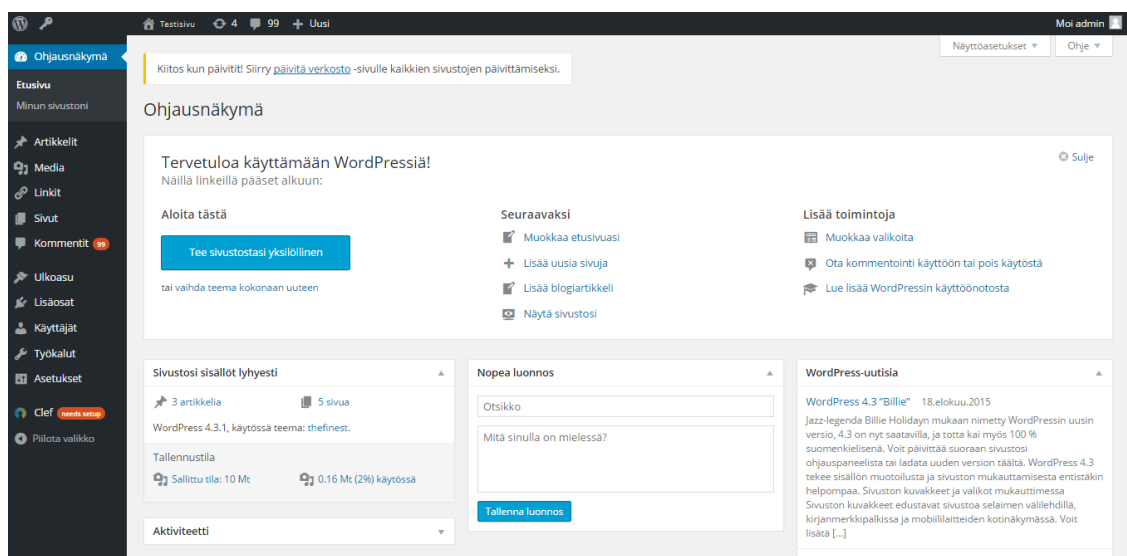 Testisivu 4 99 + Uusi Moi admin
Näyttöasetukset Ohje
Ohjausnäkymä
Etusivu
Minun sivustoni
Artikkelit
Media
Linkit
Sivut
Kommentit 99
Ulkoasu
Lisäosat
Käyttäjät
Työkalut
Asetukset
Clef needs setup
Piilota valikko
Kiitos kun päivitit! Siirry päivitä verkosto -sivulle kaikkien sivustojen päivittämiseksi.
Ohjausnäkymä
Tervetuloa käyttämään WordPressiä!
Sulje
Näillä linkeillä pääset alkuun:
Aloita tästä
Tee sivustostasi yksilöllinen
tai vaihda teema kokonaan uuteen
Seuraavaksi
Muokkaa etusivuasi
Lisää uusia sivuja
Lisää blogiartikkeli
Näytä sivustosi
Lisää toimintoja
Muokkaa valikoita
Ota kommentointi käyttöön tai pois käytöstä
Lue lisää WordPressin käyttöönotosta
Sivustosi sisällöt lyhyesti
3 artikkelia 5 sivua
WordPress 4.3.1, käytössä teema: thefinest.
Tallennustila
Sallittu tila: 10 Mt 0.16 Mt (2%) käytössä
Aktiviteetti
Nopea luonnos
Otsikko
Mitä sinulla on mielessä?
Tallenna luonnos
WordPress-uutisia
WordPress 4.3 "Billie" 18.elokuu.2015
Jazz-legenda Billie Holidayn mukaan nimetty WordPressin uusin
versio, 4.3 on nyt saatavilla, ja totta kai myös 100 %
suomenkielisenä. Voit päivittää suoraan sivustosi
ohjauspaneelista tai ladata uuden version täältä. WordPress 4.3
tekee sisällön muotoilusta ja sivuston mukauttamisesta entistäkin
helpompaa. Sivuston kuvakkeet ja valikot mukauttimessa
Sivuston kuvakkeet edustavat sivustoa selaimen välilehdillä,
kirjanmerkkipalkissa ja mobiililaitteiden kotinäkymässä. Voit
lisätä [...]